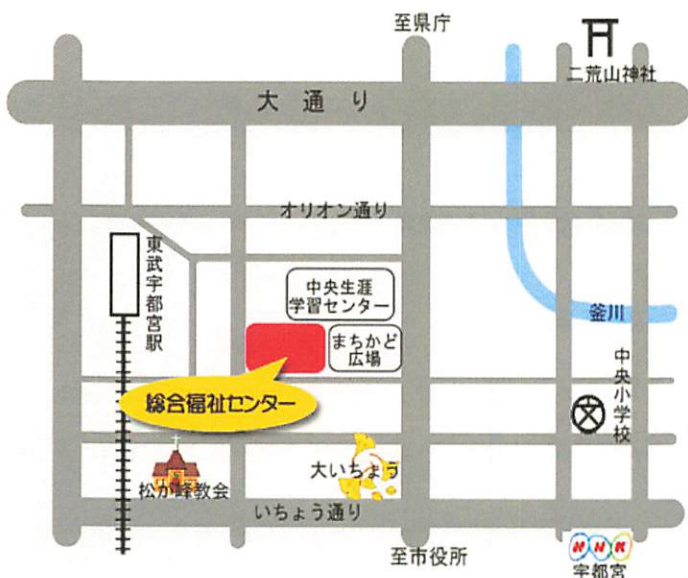 至県庁
二荒山神社
大通り
オリオン通り
東武宇都宮駅
中央生涯
学習センター
釜川
まちかど
広場
中央小学校
総合福祉センター
文
大いちょう
松が峰教会
いちょう通り
至市役所
NHK
宇都宮